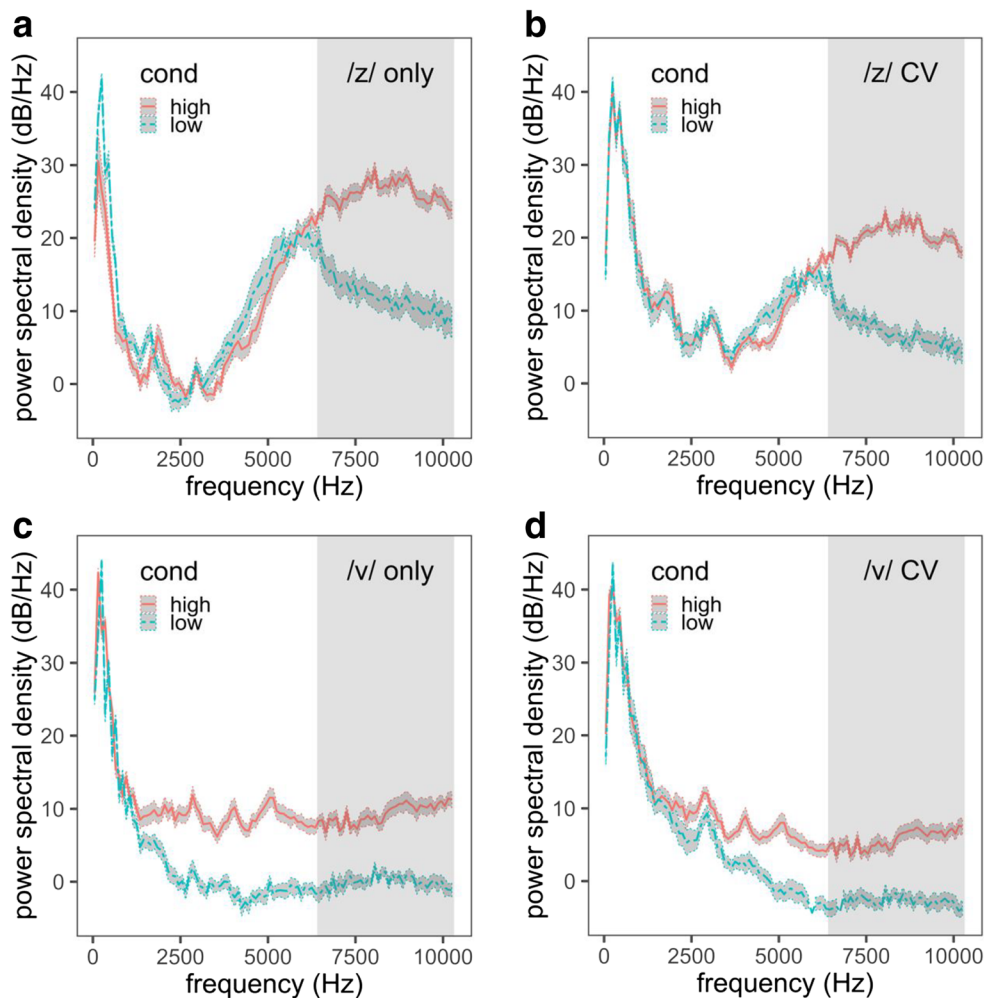 a
cond
high
low
/z/ only
power spectral density (dB/Hz)
40
30
20
10
0
0 2500 5000 7500 10000
frequency (Hz)
b
cond
high
low
/z/ CV
power spectral density (dB/Hz)
40
30
20
10
0
0 2500 5000 7500 10000
frequency (Hz)
c
cond
high
low
/v/ only
power spectral density (dB/Hz)
40
30
20
10
0
0 2500 5000 7500 10000
frequency (Hz)
d
cond
high
low
/v/ CV
power spectral density (dB/Hz)
40
30
20
10
0
0 2500 5000 7500 10000
frequency (Hz)